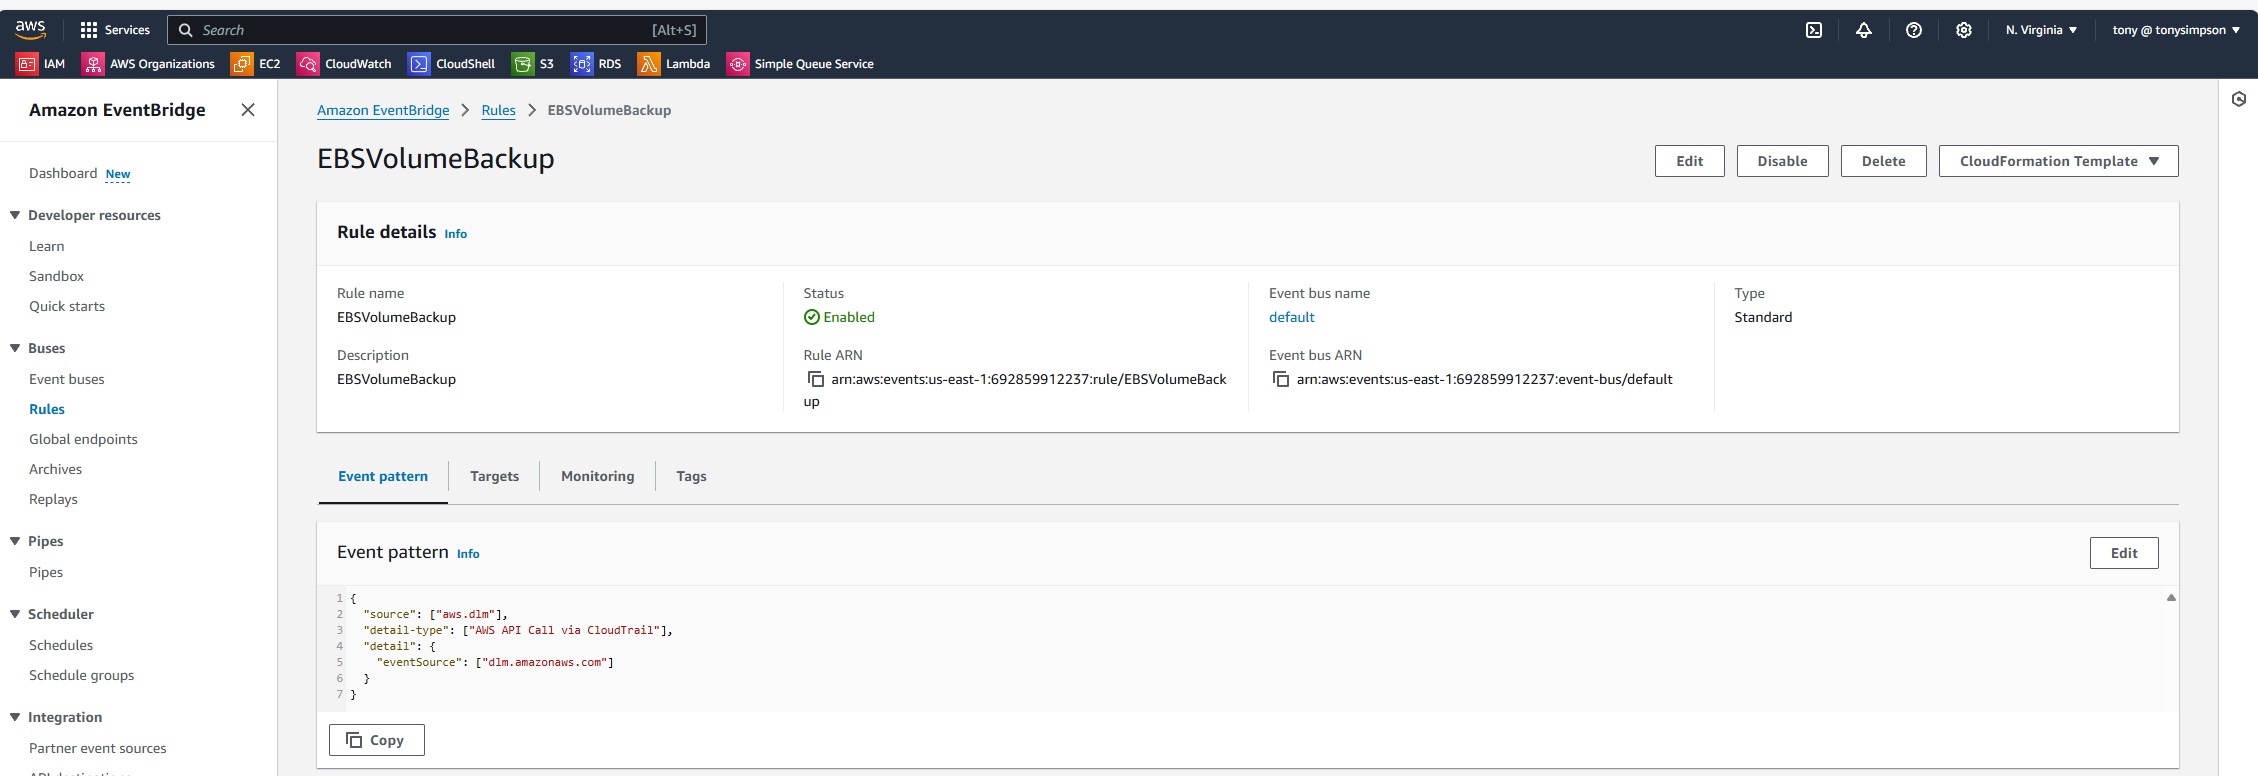 aws
Services
Search [Alt+S]
N. Virginia
tony @ tonysimpson
IAM
AWS Organizations
EC2
CloudWatch
CloudShell
S3
RDS
Lambda
Simple Queue Service
Amazon EventBridge
Dashboard New
Developer resources
Learn
Sandbox
Quick starts
Buses
Event buses
Rules
Global endpoints
Archives
Replays
Pipes
Pipes
Scheduler
Schedules
Schedule groups
Integration
Partner event sources
Amazon EventBridge > Rules > EBSVolumeBackup
EBSVolumeBackup
Edit
Disable
Delete
CloudFormation Template
Rule details Info
Rule name
EBSVolumeBackup
Description
EBSVolumeBackup
Status
Enabled
Rule ARN
arn:aws:events:us-east-1:692859912237:rule/EBSVolumeBack
up
Event bus name
default
Event bus ARN
arn:aws:events:us-east-1:692859912237:event-bus/default
Type
Standard
Event pattern
Targets
Monitoring
Tags
Event pattern Info
Edit
1 {
2 "source": ["aws.dlm"],
3 "detail-type": ["AWS API Call via CloudTrail"],
4 "detail": {
5 "eventSource": ["dlm.amazonaws.com"]
6 }
7 }
Copy